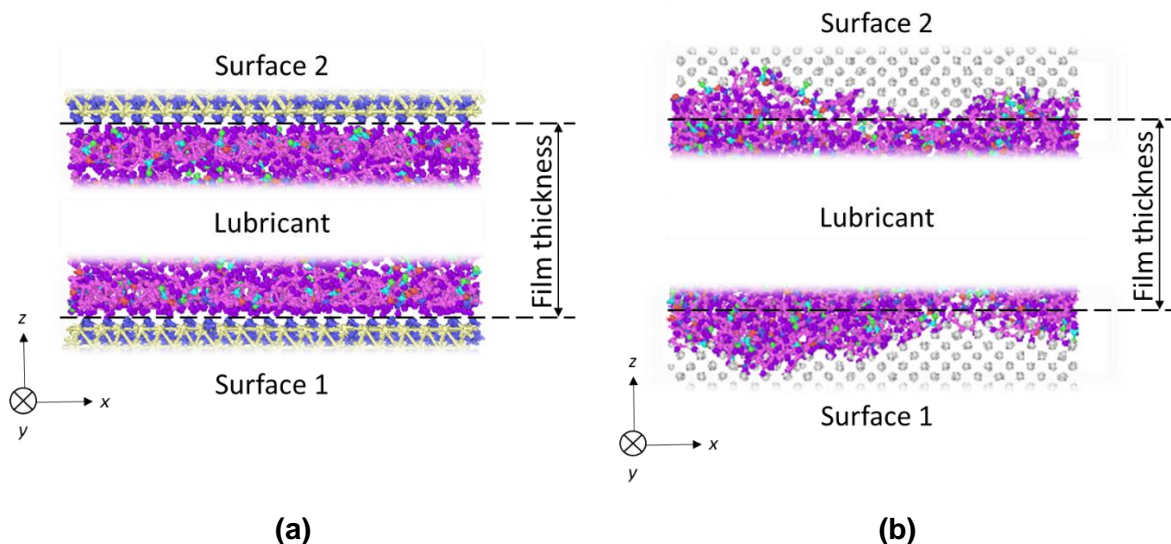 Surface 2
Lubricant
Film thickness
z
x
y
Surface 1
(a)
Surface 2
Lubricant
Film thickness
z
x
y
Surface 1
(b)